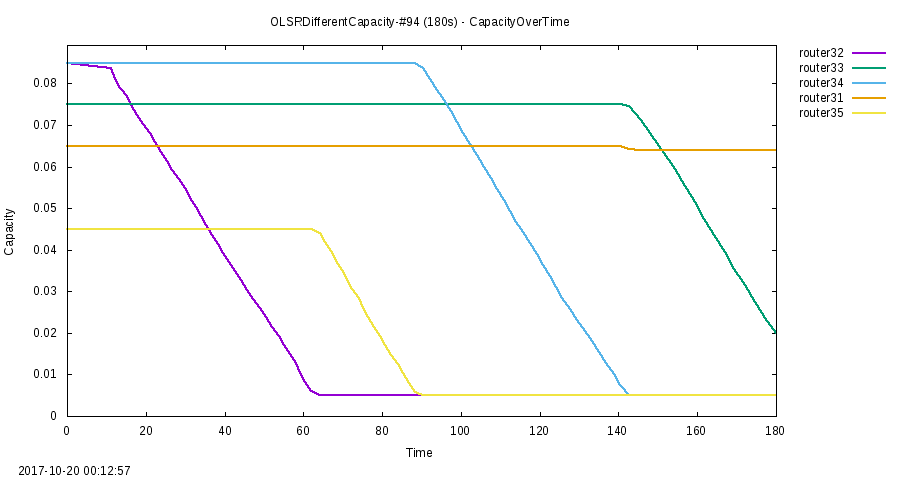 OLSRDifferentCapacity-#94 (180s) - CapacityOverTime
router32
router33
router34
router31
router35
0.08
0.07
0.06
0.05
0.04
0.03
0.02
0.01
0
Capacity
0 20 40 60 80 100 120 140 160 180
Time
2017-10-20 00:12:57